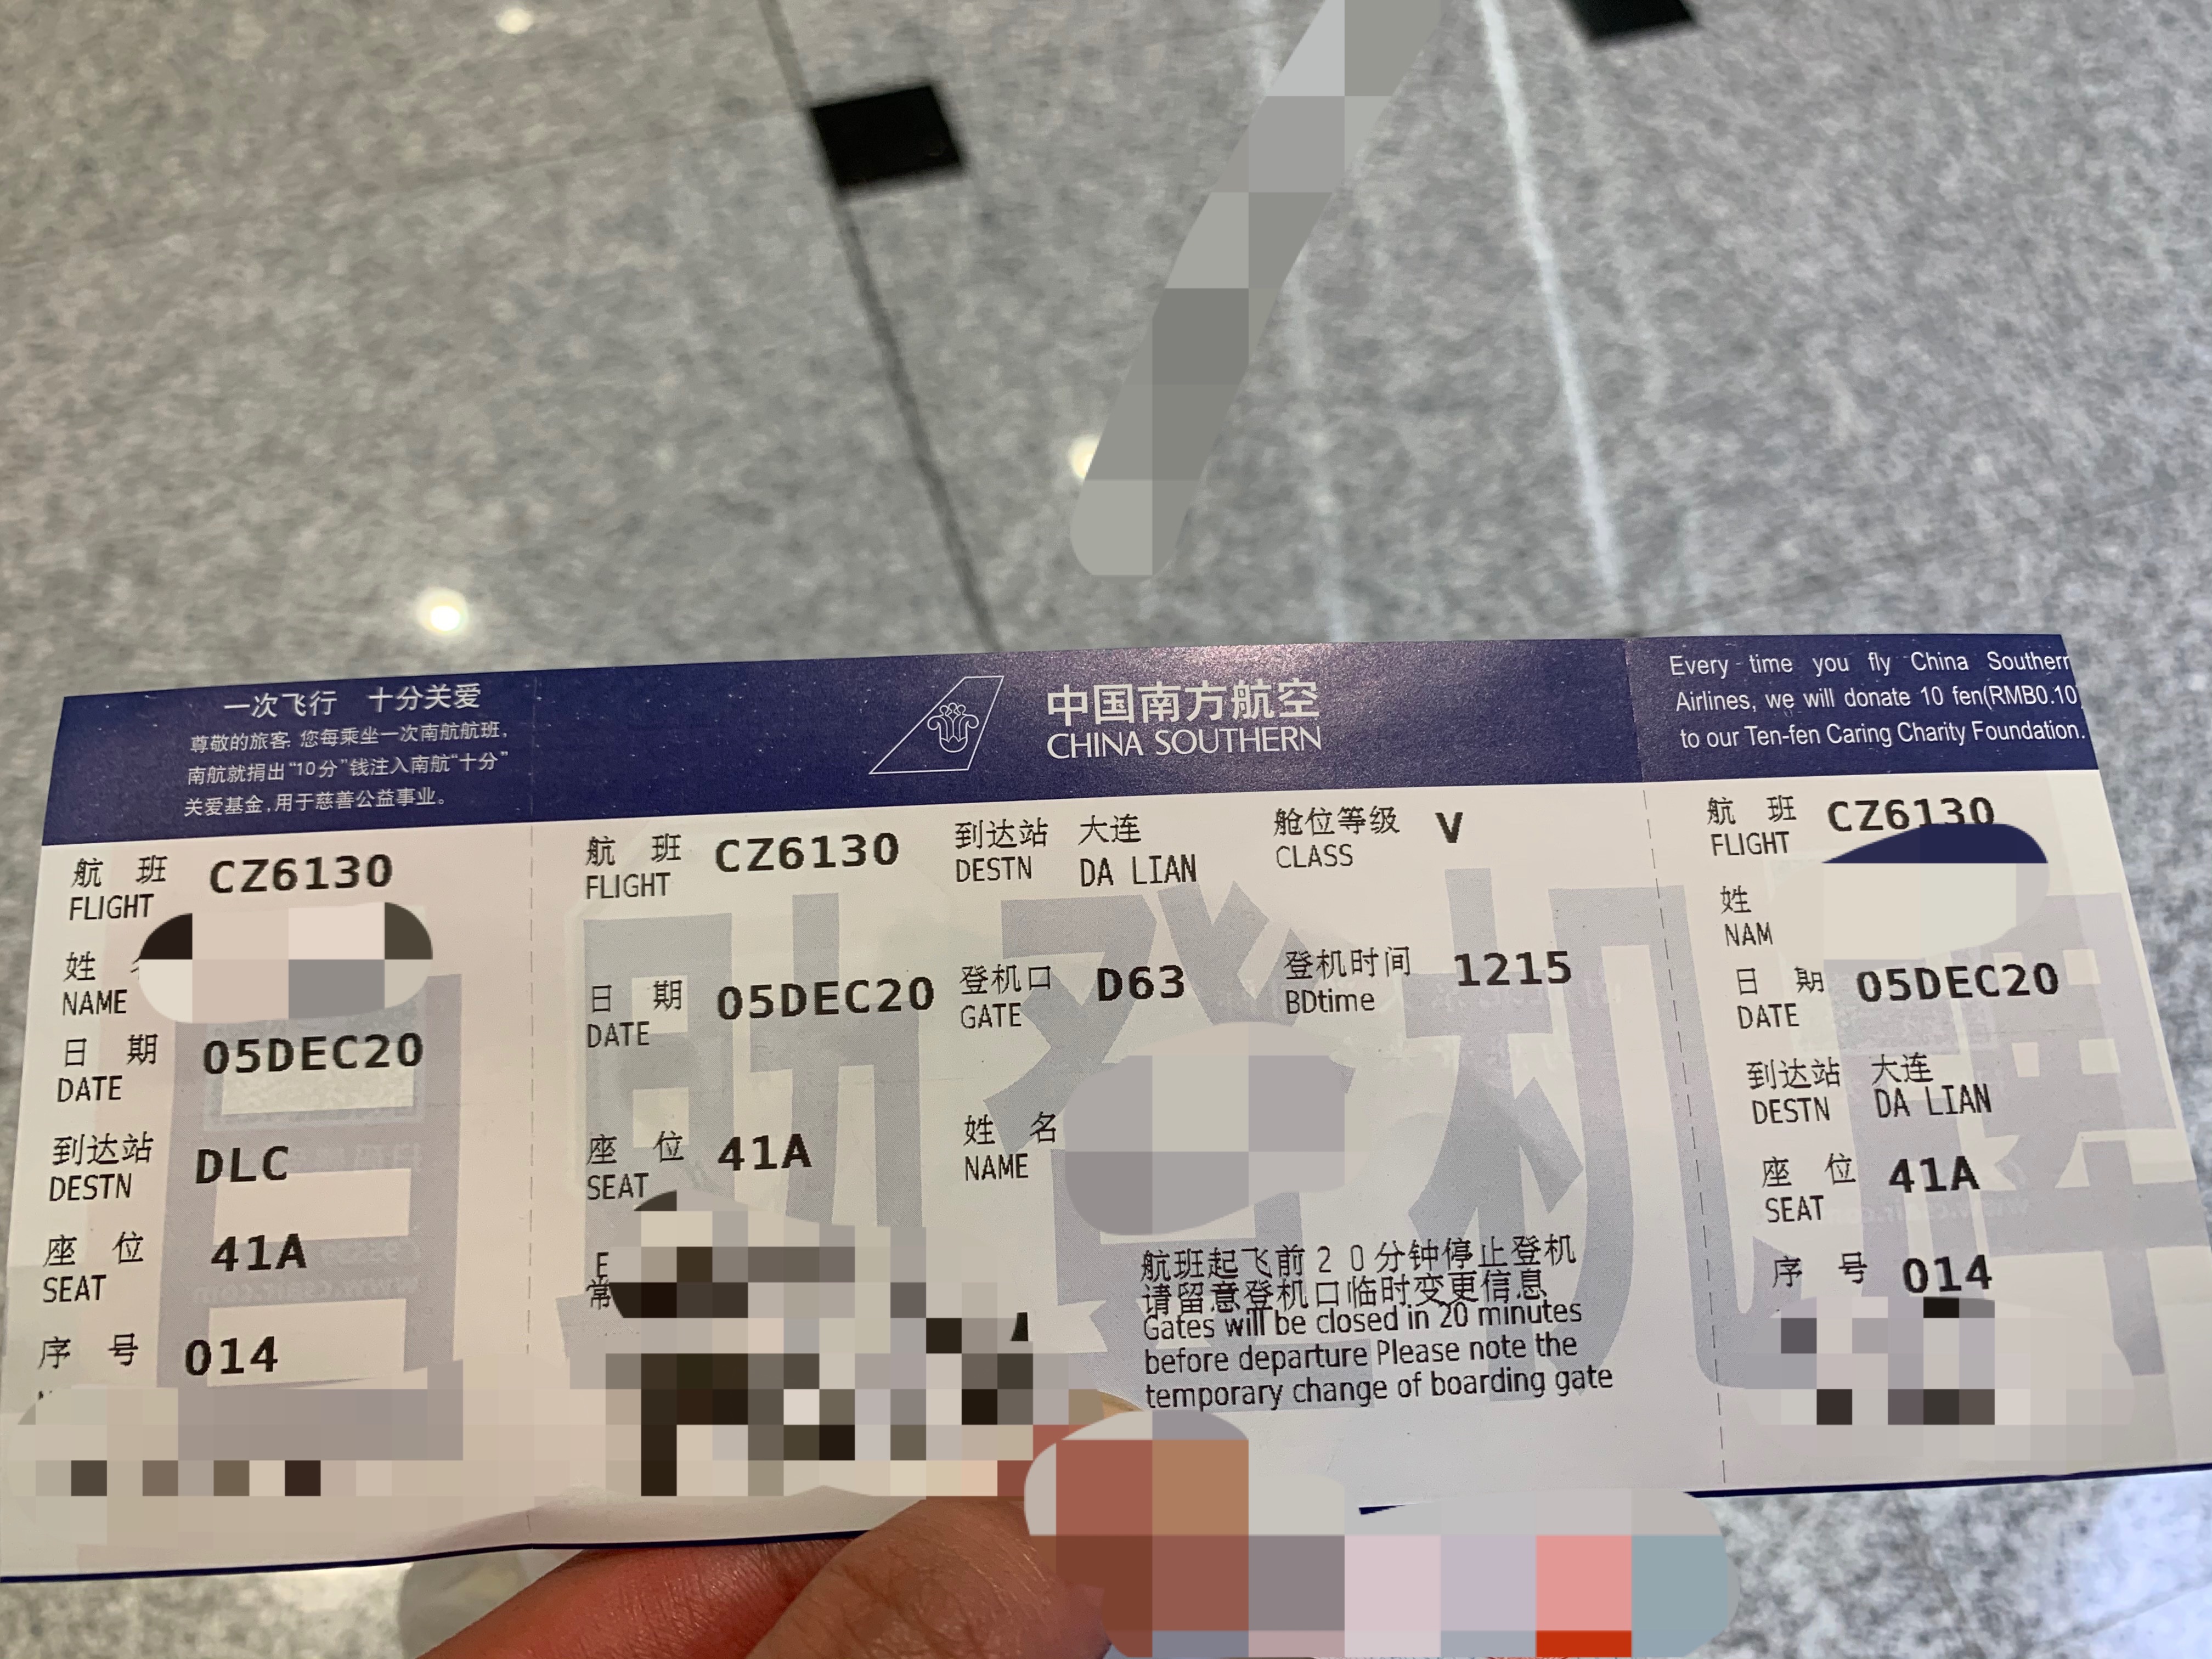 一次飞行 十分关爱
尊敬的旅客: 您每乘坐一次南航航班,
南航就捐出“10分”钱注入南航“十分”
关爱基金,用于慈善公益事业。
中国南方航空
CHINA SOUTHERN
Every time you fly China Southern
Airlines, we will donate 10 fen(RMB0.10)
to our Ten-fen Caring Charity Foundation.
航 班 CZ6130
FLIGHT
姓
NAME
日 期 05DEC20
DATE
到达站 DLC
DESTN
座 位 41A
SEAT
序 号 014
航 班 CZ6130 到达站 大连 舱位等级 V
FLIGHT DESTN DA LIAN CLASS
日 期 05DEC20 登机口 D63 登机时间 1215
DATE GATE BDtime
座 位 41A 姓 名
SEAT NAME
航班起飞前20分钟停止登机
请留意登机口临时变更信息
Gates will be closed in 20 minutes
before departure Please note the
temporary change of boarding gate
自助登机牌
航 班 CZ6130
FLIGHT
姓
NAM
日 期 05DEC20
DATE
到达站 大连
DESTN DA LIAN
座 位 41A
SEAT
序 号 014